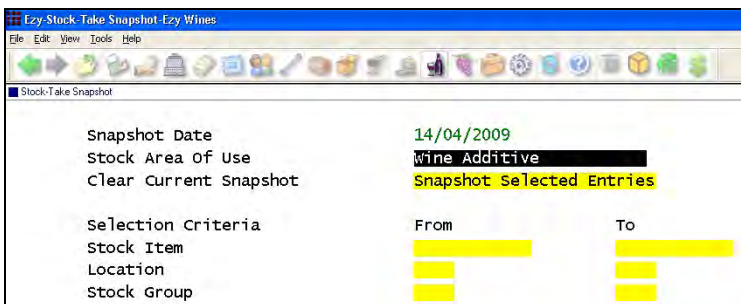 Ezy-Stock-Take Snapshot-Ezy Wines
File Edit View Tools Help
Stock-Take Snapshot
Snapshot Date 14/04/2009
Stock Area Of Use Wine Additive
Clear Current Snapshot Snapshot Selected Entries
Selection Criteria From To
Stock Item
Location
Stock Group